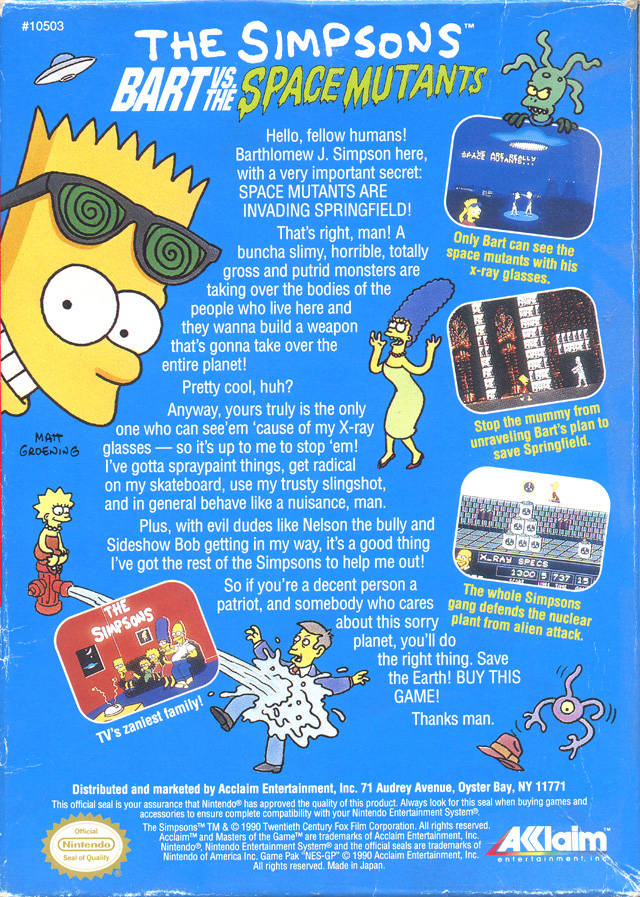 #10503
THE SIMPSONS™
BART VS. THE SPACE MUTANTS
Hello, fellow humans!
Barthlomew J. Simpson here,
with a very important secret:
SPACE MUTANTS ARE
INVADING SPRINGFIELD!
That's right, man! A
buncha slimy, horrible, totally
gross and putrid monsters are
taking over the bodies of the
people who live here and
they wanna build a weapon
that's gonna take over the
entire planet!
Pretty cool, huh?
Anyway, yours truly is the only
one who can see'em 'cause of my X-ray
glasses — so it's up to me to stop 'em!
I've gotta spraypaint things, get radical
on my skateboard, use my trusty slingshot,
and in general behave like a nuisance, man.
Plus, with evil dudes like Nelson the bully and
Sideshow Bob getting in my way, it's a good thing
I've got the rest of the Simpsons to help me out!
So if you're a decent person a
patriot, and somebody who cares
about this sorry
planet, you'll do
the right thing. Save
the Earth! BUY THIS
GAME!
Thanks man.
MATT
GROENING
WE ARE REALLY
SPACE MUTANTS...
Only Bart can see the
space mutants with his
x-ray glasses.
Stop the mummy from
unraveling Bart's plan to
save Springfield.
X-RAY SPECS
1300 5 737 15
The whole Simpsons
gang defends the nuclear
plant from alien attack.
THE
SIMPSONS
TV's zaniest family!
Distributed and marketed by Acclaim Entertainment, Inc. 71 Audrey Avenue, Oyster Bay, NY 11771
This official seal is your assurance that Nintendo® has approved the quality of this product. Always look for this seal when buying games and
accessories to ensure complete compatibility with your Nintendo Entertainment System®.
The Simpsons™ TM & © 1990 Twentieth Century Fox Film Corporation. All rights reserved.
Acclaim™ and Masters of the Game™ are trademarks of Acclaim Entertainment, Inc.
Nintendo®, Nintendo Entertainment System® and the official seals are trademarks of
Nintendo of America Inc. Game Pak "NES-GP" © 1990 Acclaim Entertainment, Inc.
All rights reserved. Made in Japan.
Official
Nintendo
Seal of Quality
AKklaim™
entertainment, inc.